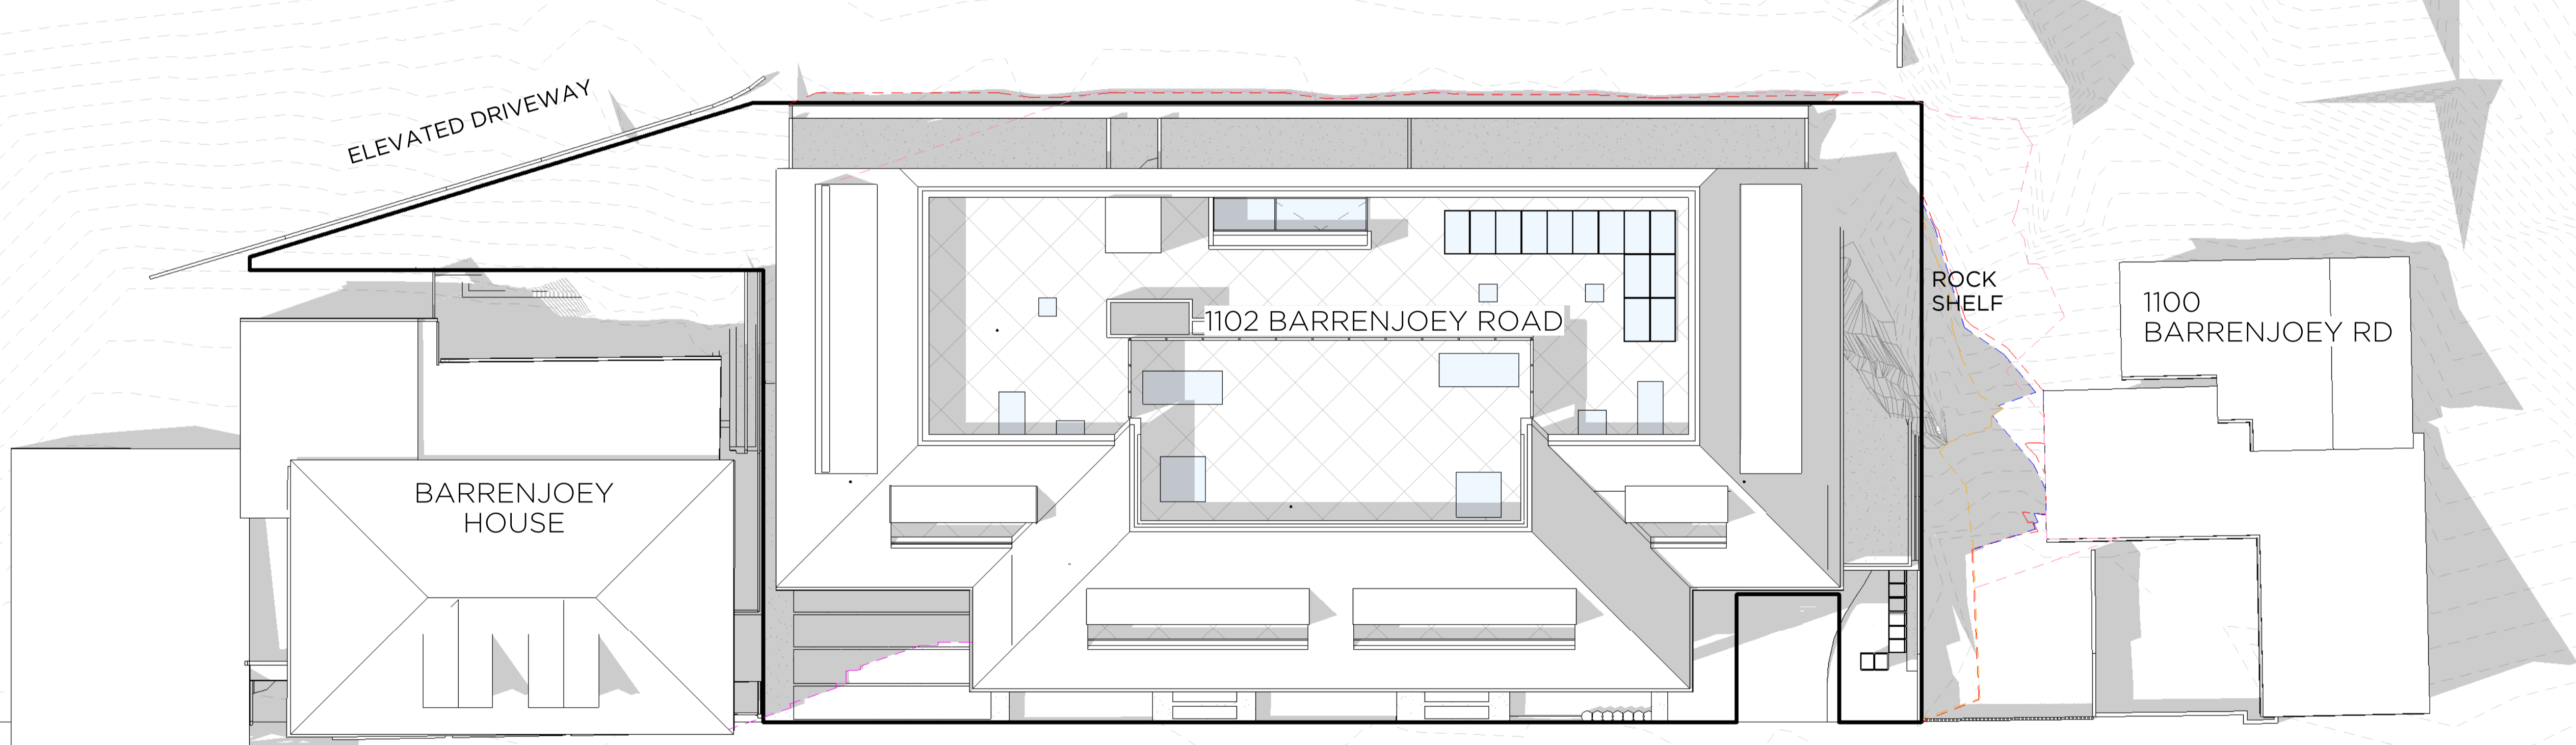 ELEVATED DRIVEWAY
1102 BARRENJOEY ROAD
ROCK
SHELF
1100
BARRENJOEY RD
BARRENJOEY
HOUSE